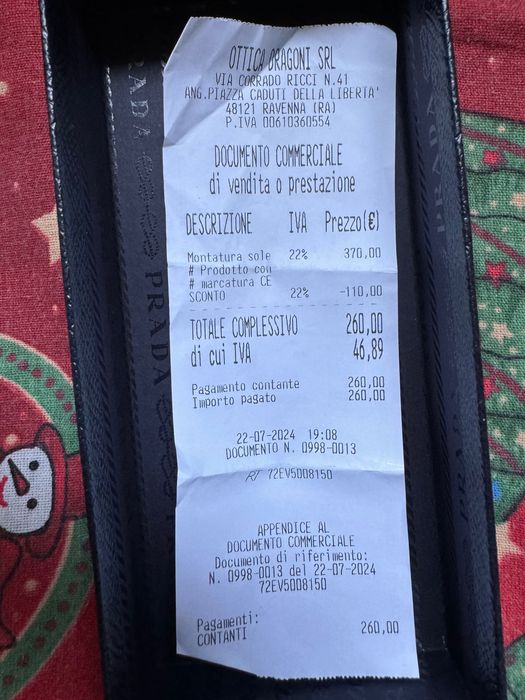 OTTICA DRAGONI SRL
VIA CORRADO RICCI N.41
ANG.PIAZZA CADUTI DELLA LIBERTA'
48121 RAVENNA (RA)
P.IVA 00610360554
DOCUMENTO COMMERCIALE
di vendita o prestazione
DESCRIZIONE IVA Prezzo(€)
Montatura sole 22% 370,00
# Prodotto con
# marcatura CE
SCONTO 22% -110,00
TOTALE COMPLESSIVO 260,00
di cui IVA 46,89
Pagamento contante 260,00
Importo pagato 260,00
22-07-2024 19:08
DOCUMENTO N. 0998-0013
RT 72EV5008150
APPENDICE AL
DOCUMENTO COMMERCIALE
Documento di riferimento:
N. 0998-0013 del 22-07-2024
72EV5008150
Pagamenti:
CONTANTI 260,00
PRADA
PRADA